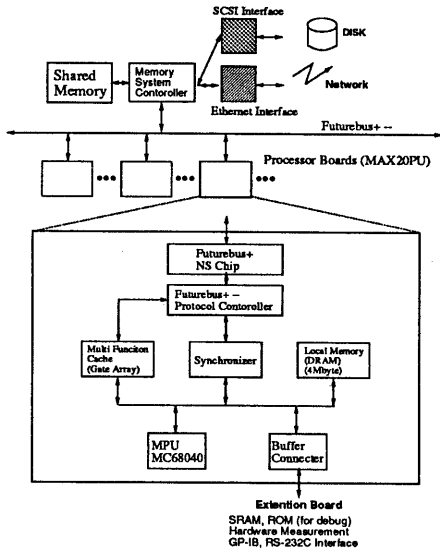 SCSI Interface
DISK
Shared
Memory
Memory
System
Contoroller
Network
Ethernet Interface
Futurebus+ --
Processor Boards (MAX20PU)
Futurebus+
NS Chip
Futurebus+ -
Protocol Contoroller
Multi Funciton
Cache
(Gate Array)
Synchronizer
Local Memory
(DRAM)
(4Mbyte)
MPU
MC68040
Buffer
Connecter
Extention Board
SRAM, ROM (for debug)
Hardware Measurement
GP-IB, RS-232C Interface